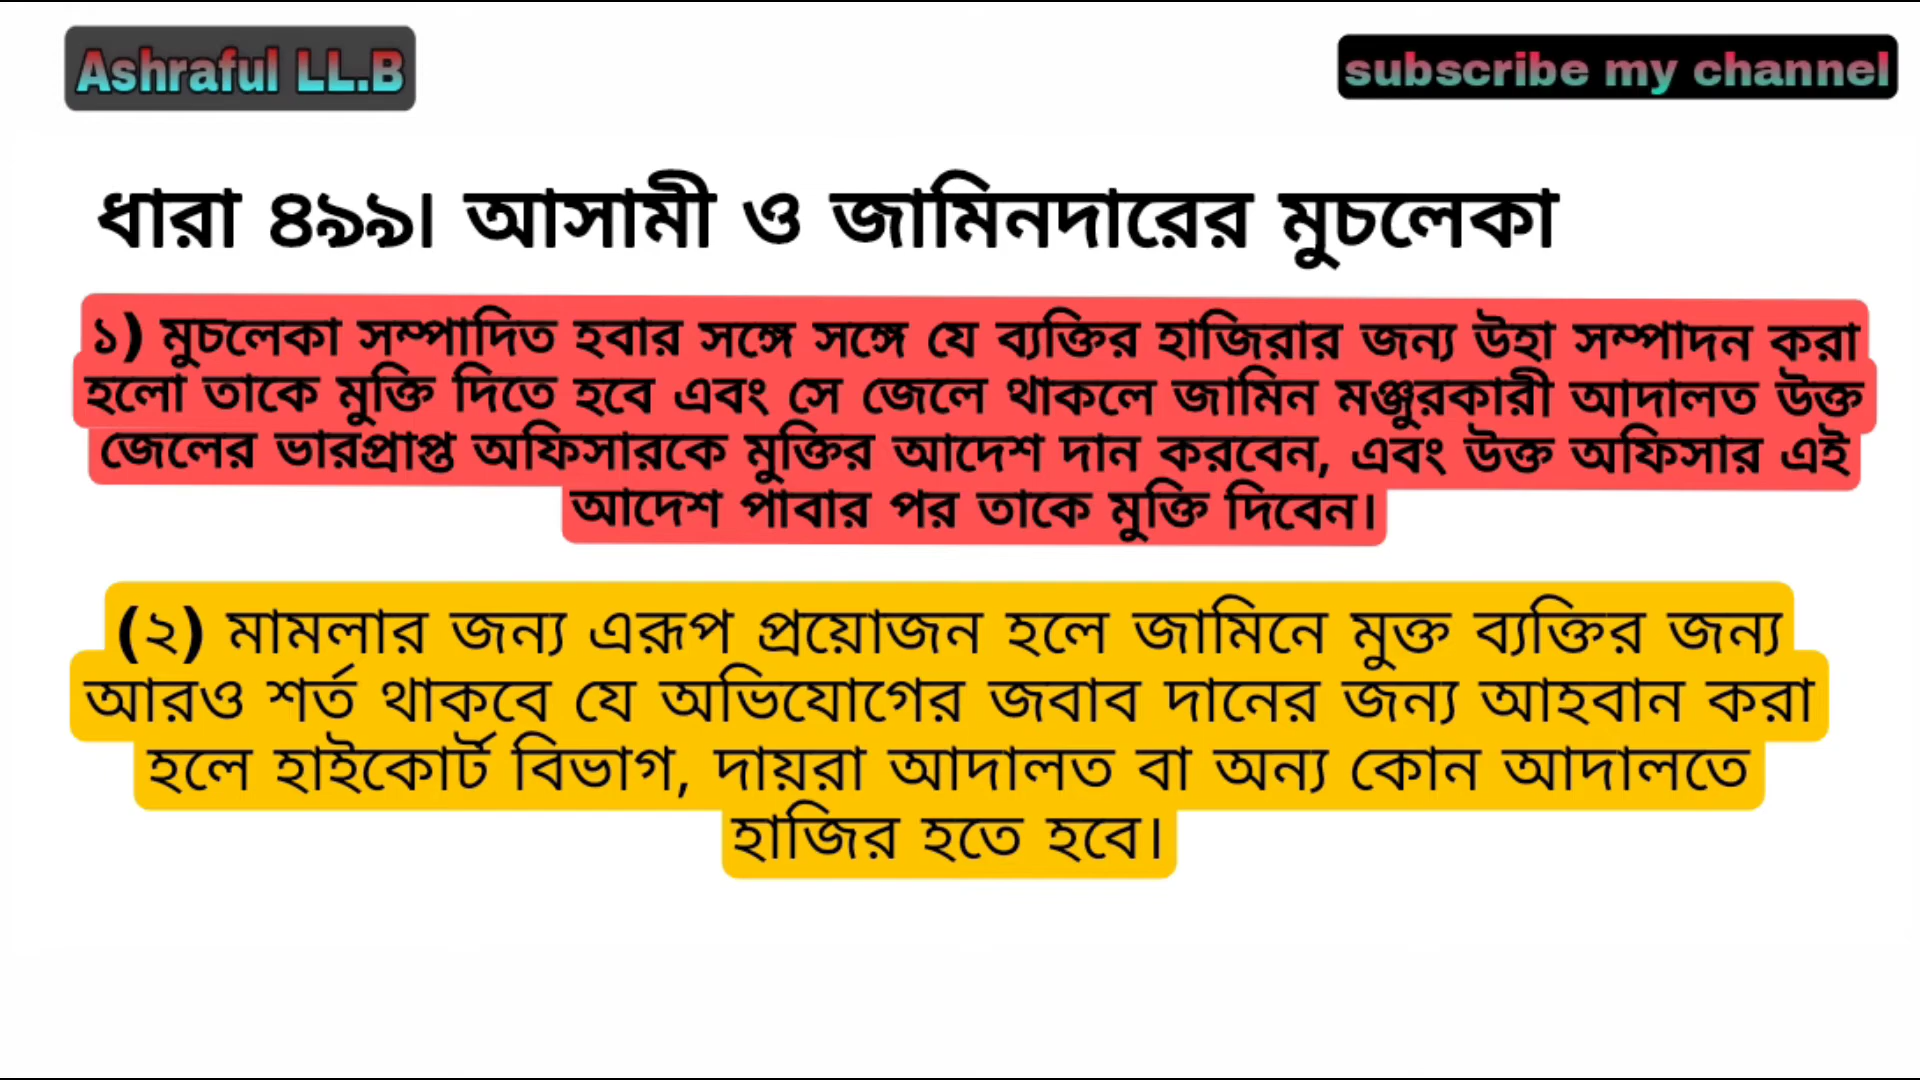 Ashraful LL.B
subscribe my channel
ধারা ৪৯৯। আসামী ও জামিনদারের মুচলেকা
১) মুচলেকা সম্পাদিত হবার সঙ্গে সঙ্গে যে ব্যক্তির হাজিরার জন্য উহা সম্পাদন করা
হলো তাকে মুক্তি দিতে হবে এবং সে জেলে থাকলে জামিন মঞ্জুরকারী আদালত উক্ত
জেলের ভারপ্রাপ্ত অফিসারকে মুক্তির আদেশ দান করবেন, এবং উক্ত অফিসার এই
আদেশ পাবার পর তাকে মুক্তি দিবেন।
(২) মামলার জন্য এরূপ প্রয়োজন হলে জামিনে মুক্ত ব্যক্তির জন্য
আরও শর্ত থাকবে যে অভিযোগের জবাব দানের জন্য আহবান করা
হলে হাইকোর্ট বিভাগ, দায়রা আদালত বা অন্য কোন আদালতে
হাজির হতে হবে।